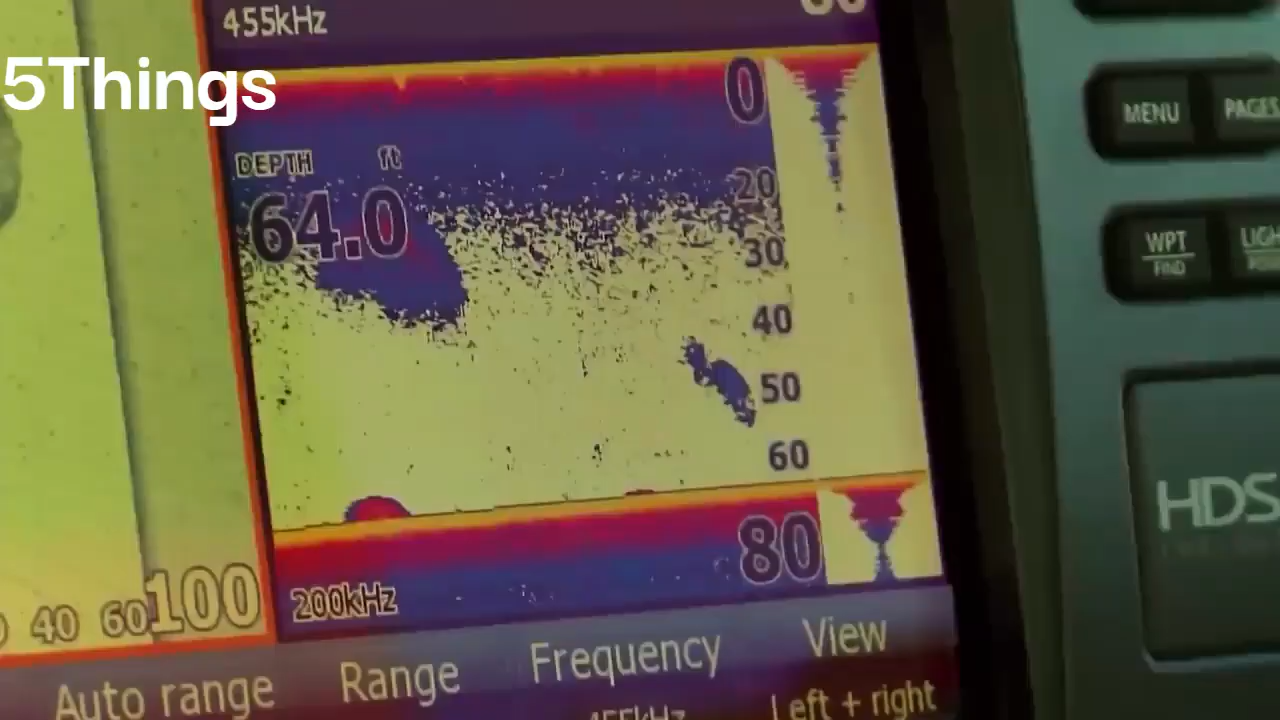 455kHz
5Things
0
DEPTH ft
64.0
20
30
40
50
60
80
200kHz
40 60 100
Auto range Range Frequency View
455kHz Left + right
MENU PAGES
WPT
FIND
HDS